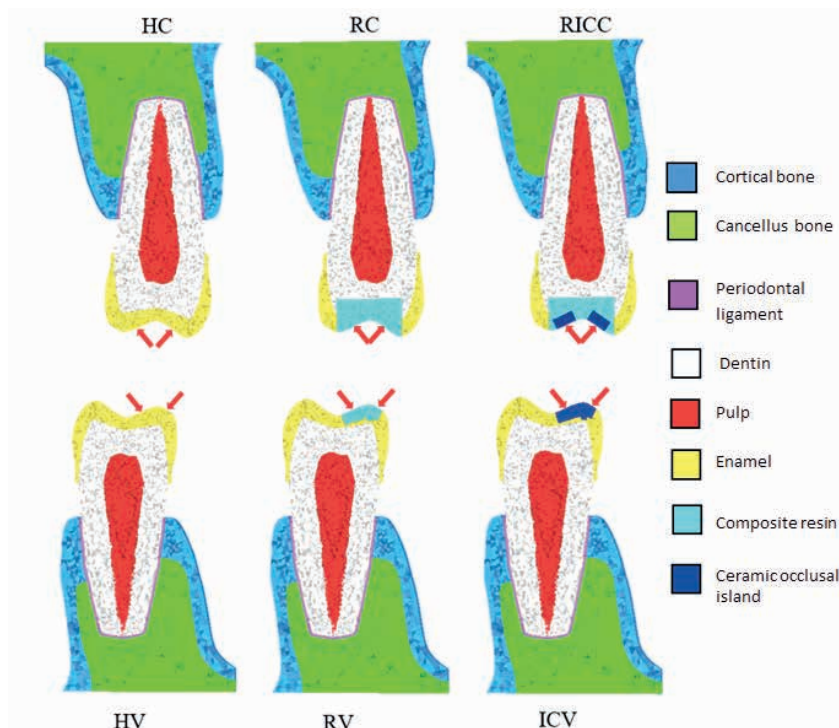 HC RC RICC
Cortical bone
Cancellus bone
Periodontal
ligament
Dentin
Pulp
Enamel
Composite resin
Ceramic occlusal
island
HV RV ICV